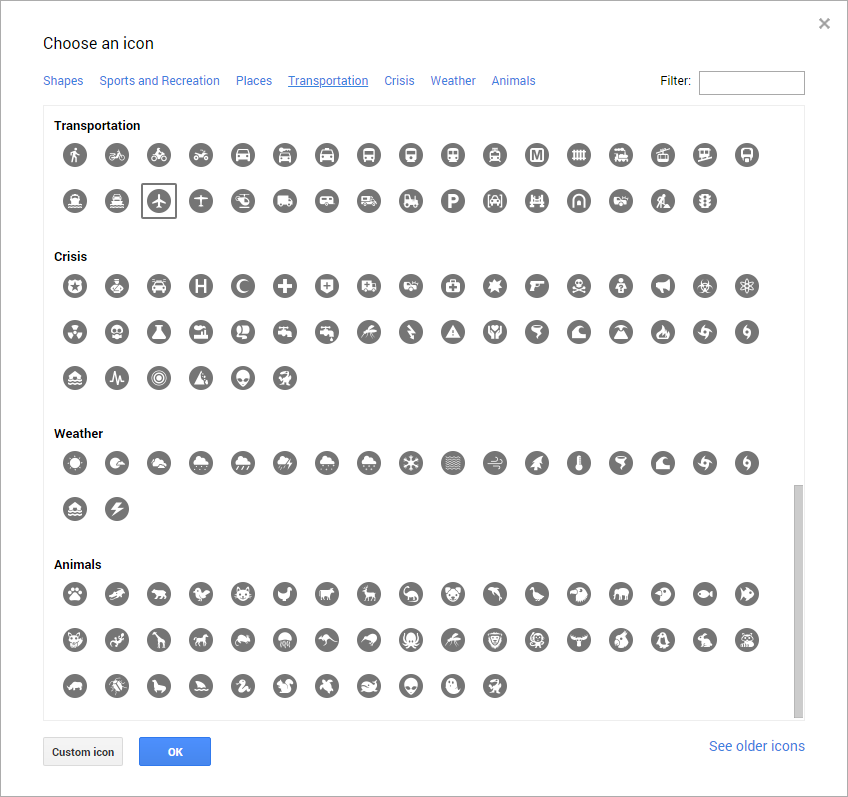 Choose an icon
Shapes Sports and Recreation Places Transportation Crisis Weather Animals Filter:
Transportation
M
P
Crisis
H
Weather
Animals
Custom icon OK See older icons